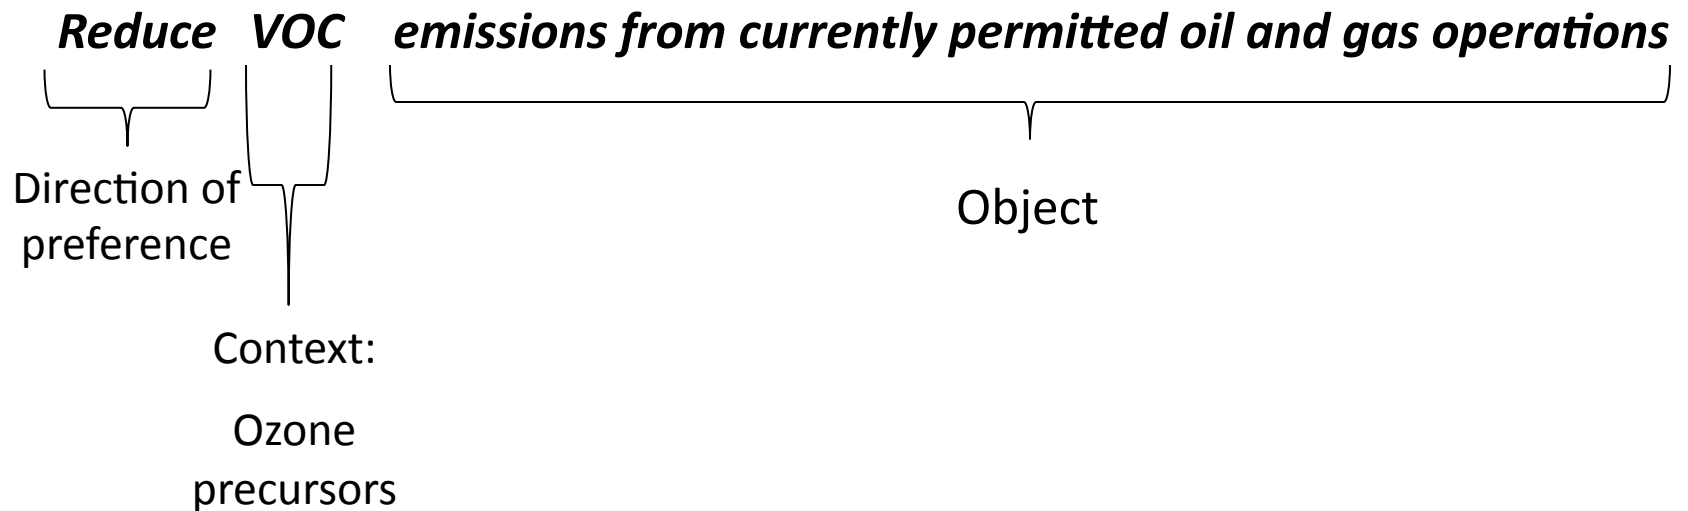 Reduce VOC emissions from currently permitted oil and gas operations
Direction of
preference
Object
Context:
Ozone
precursors